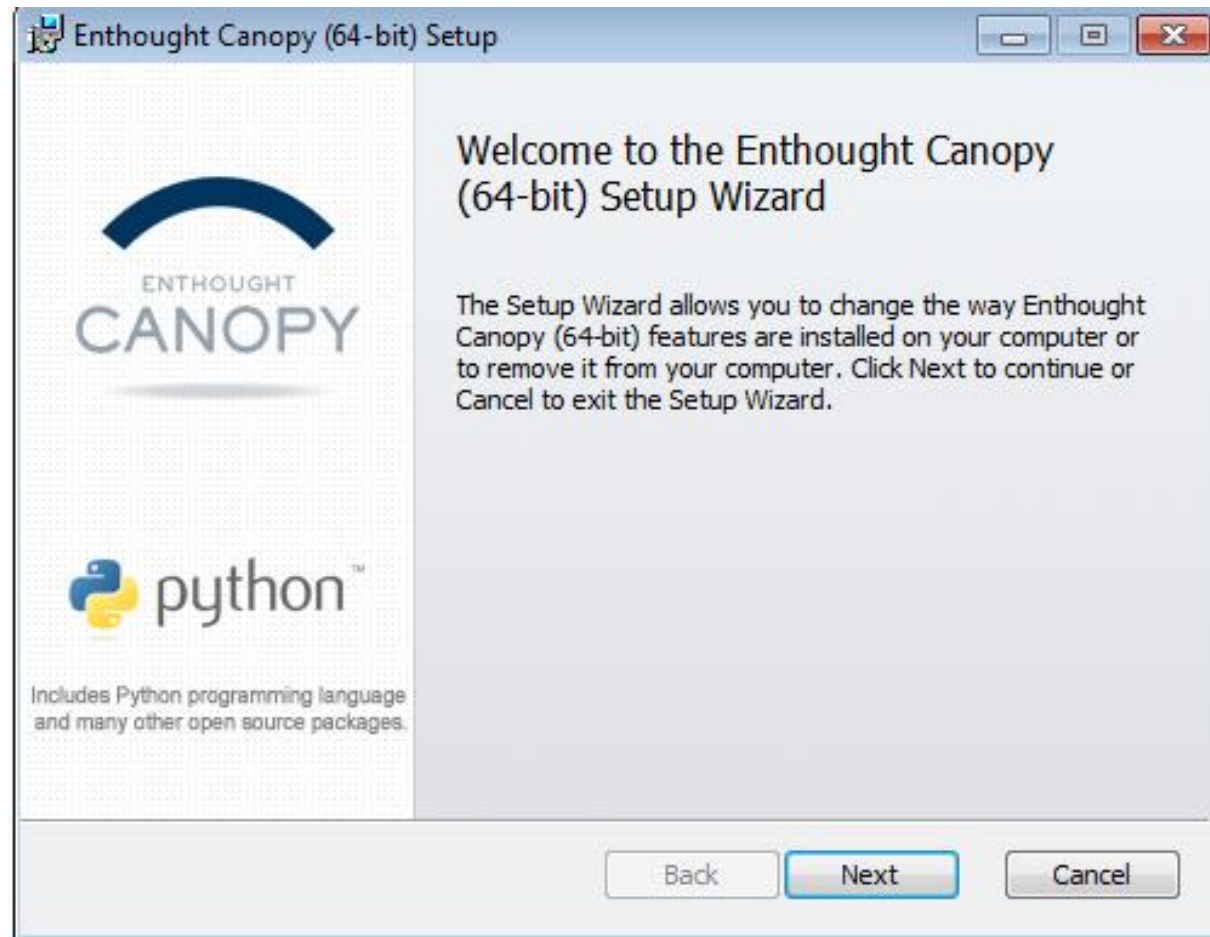 Enthought Canopy (64-bit) Setup
Welcome to the Enthought Canopy
(64-bit) Setup Wizard
ENTHOUGHT
CANOPY
The Setup Wizard allows you to change the way Enthought
Canopy (64-bit) features are installed on your computer or
to remove it from your computer. Click Next to continue or
Cancel to exit the Setup Wizard.
python™
Includes Python programming language
and many other open source packages.
Back Next Cancel